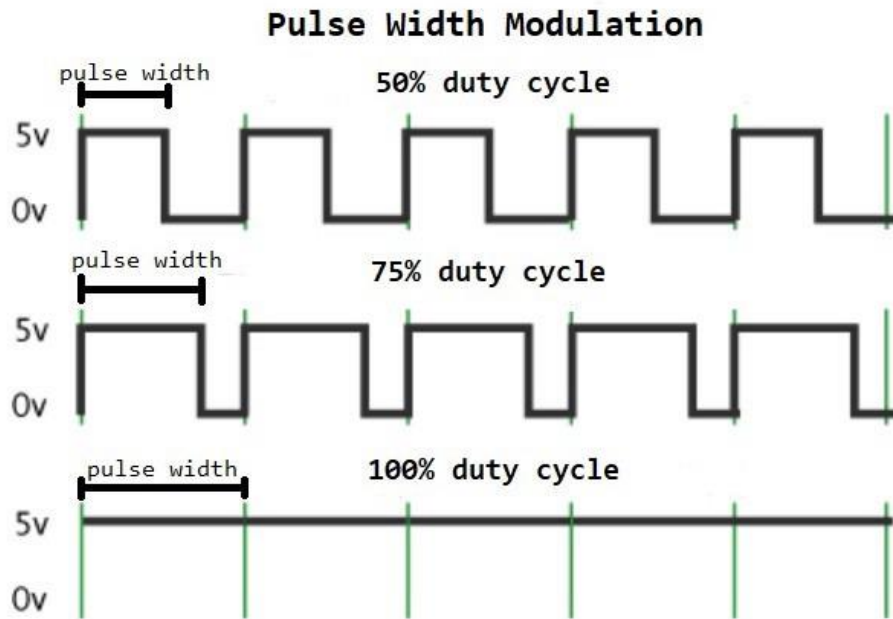 Pulse Width Modulation
pulse width
50% duty cycle
5v
0v
pulse width
75% duty cycle
5v
0v
pulse width
100% duty cycle
5v
0v